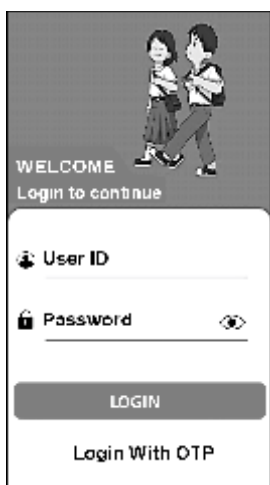 WELCOME
Login to continue
User ID
Password
LOGIN
Login With OTP